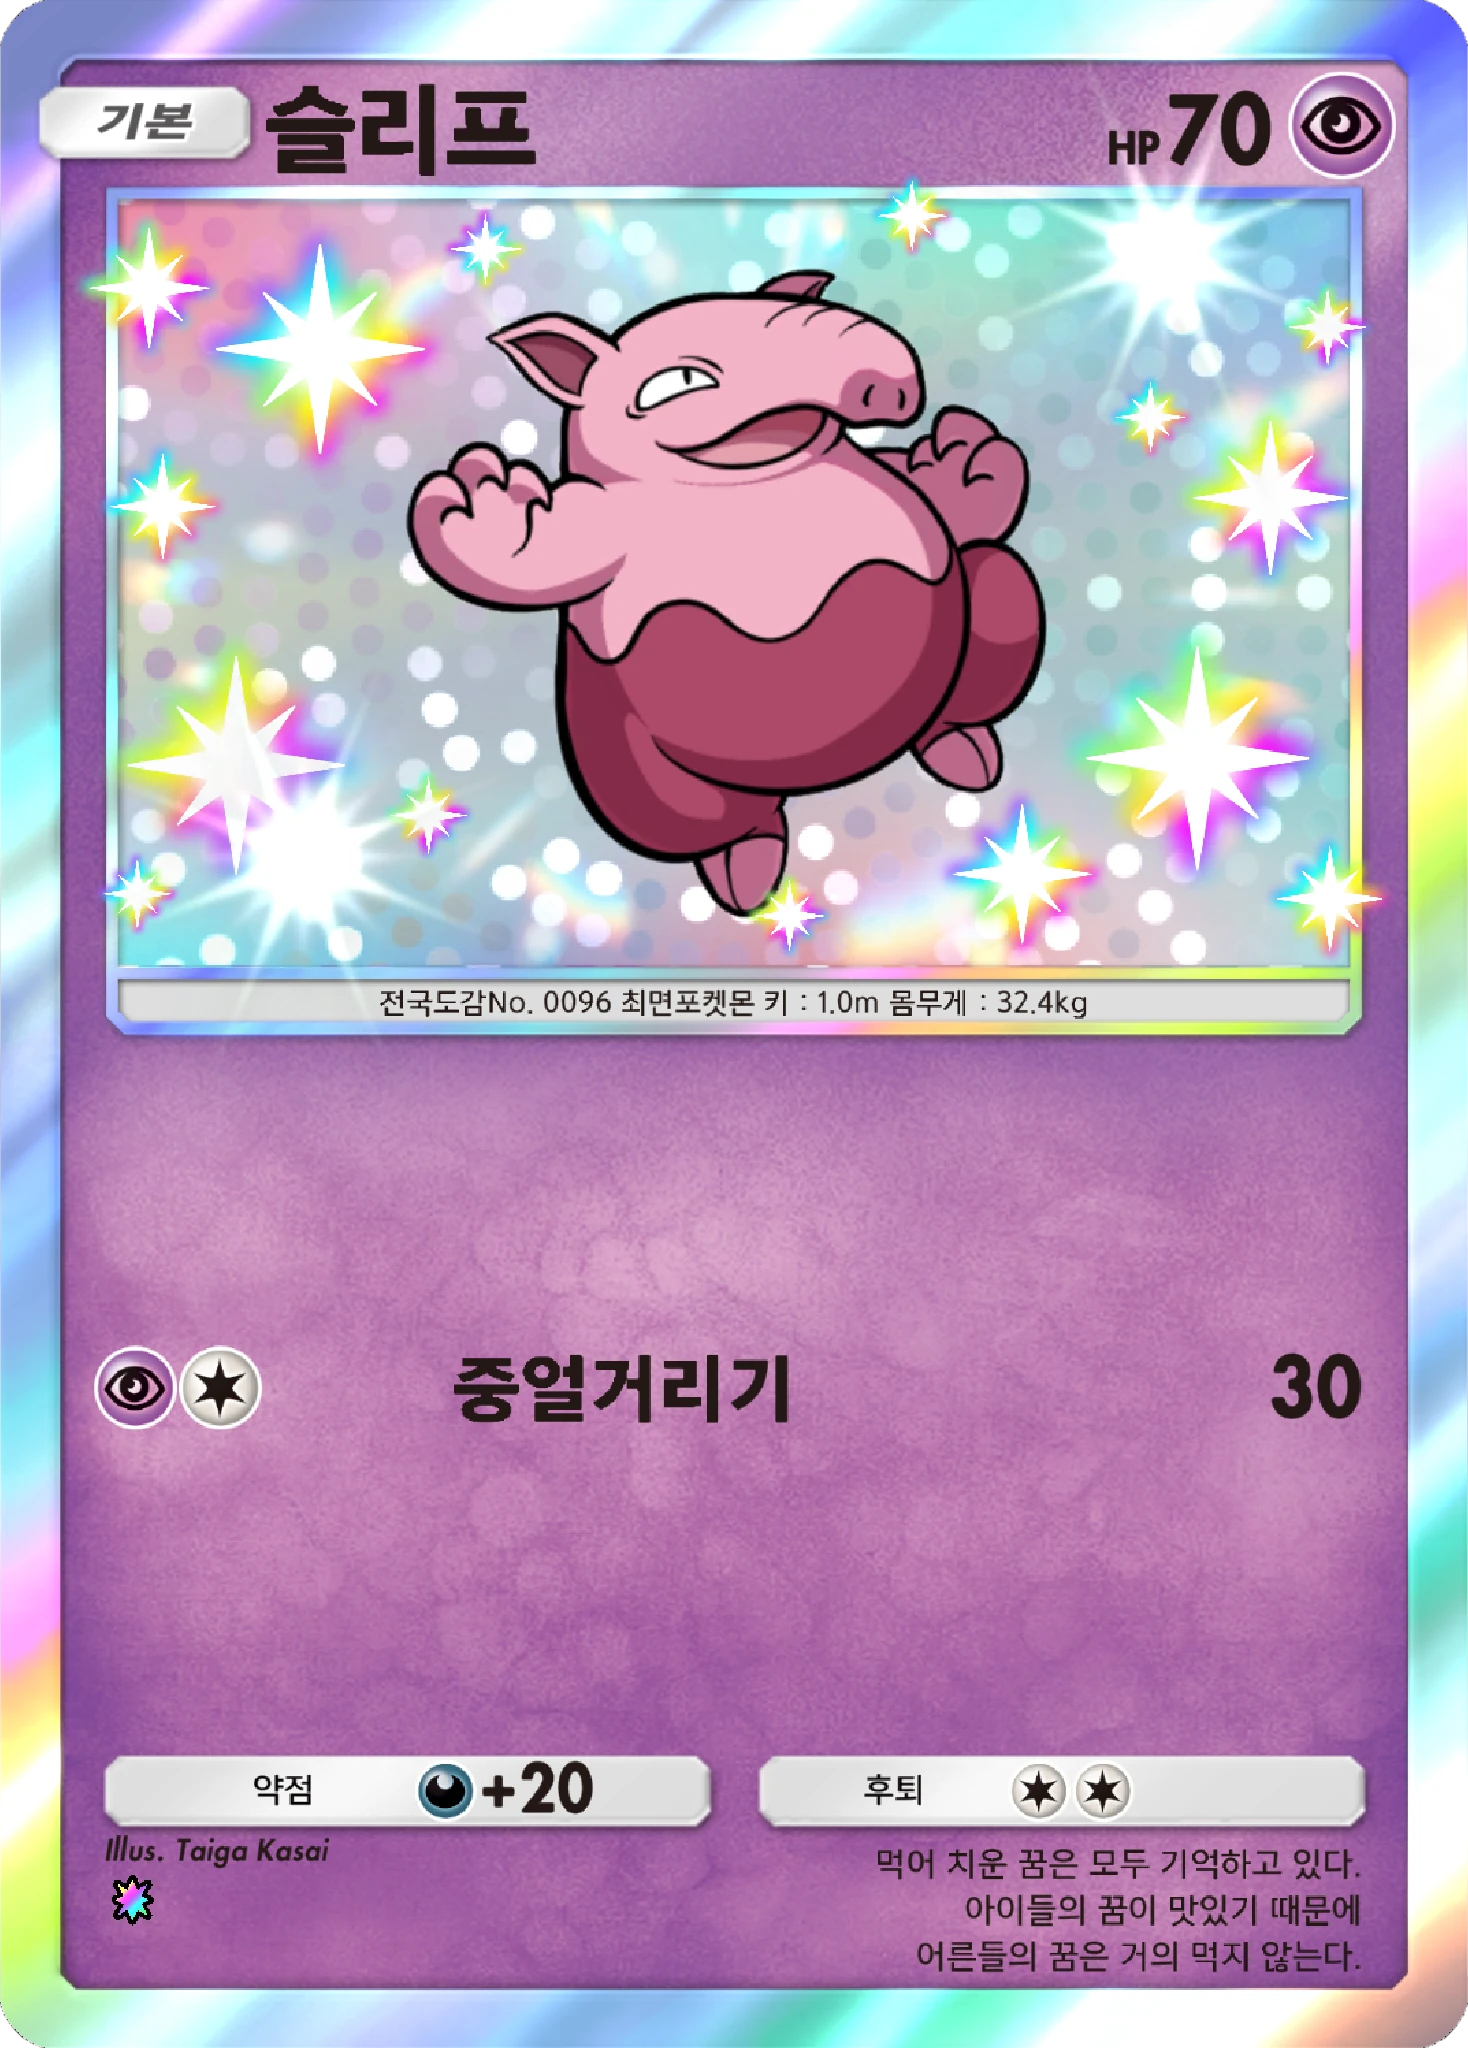 기본 슬리프 HP 70
전국도감No. 0096 최면포켓몬 키 : 1.0m 몸무게 : 32.4kg
중얼거리기 30
약점 +20 후퇴
Illus. Taiga Kasai
먹어 치운 꿈은 모두 기억하고 있다.
아이들의 꿈이 맛있기 때문에
어른들의 꿈은 거의 먹지 않는다.